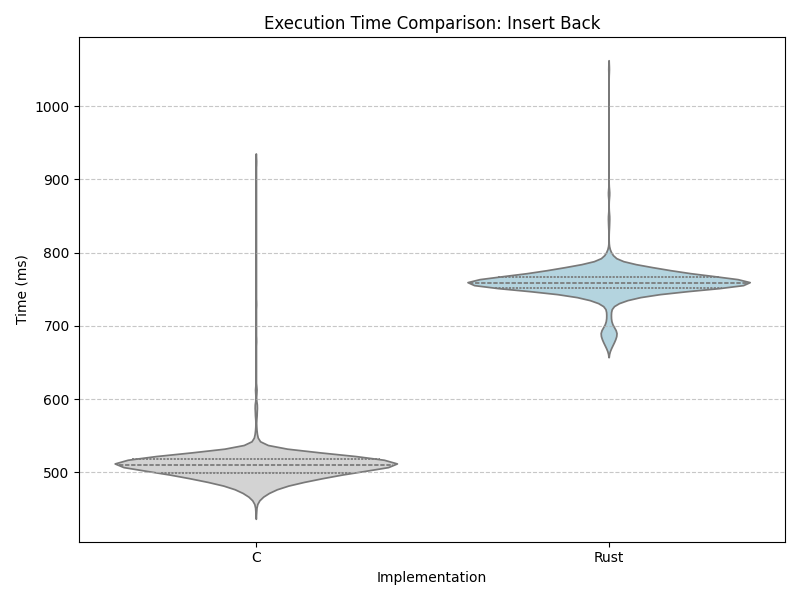 Execution Time Comparison: Insert Back
1000
900
800
700
600
500
Time (ms)
C
Rust
Implementation